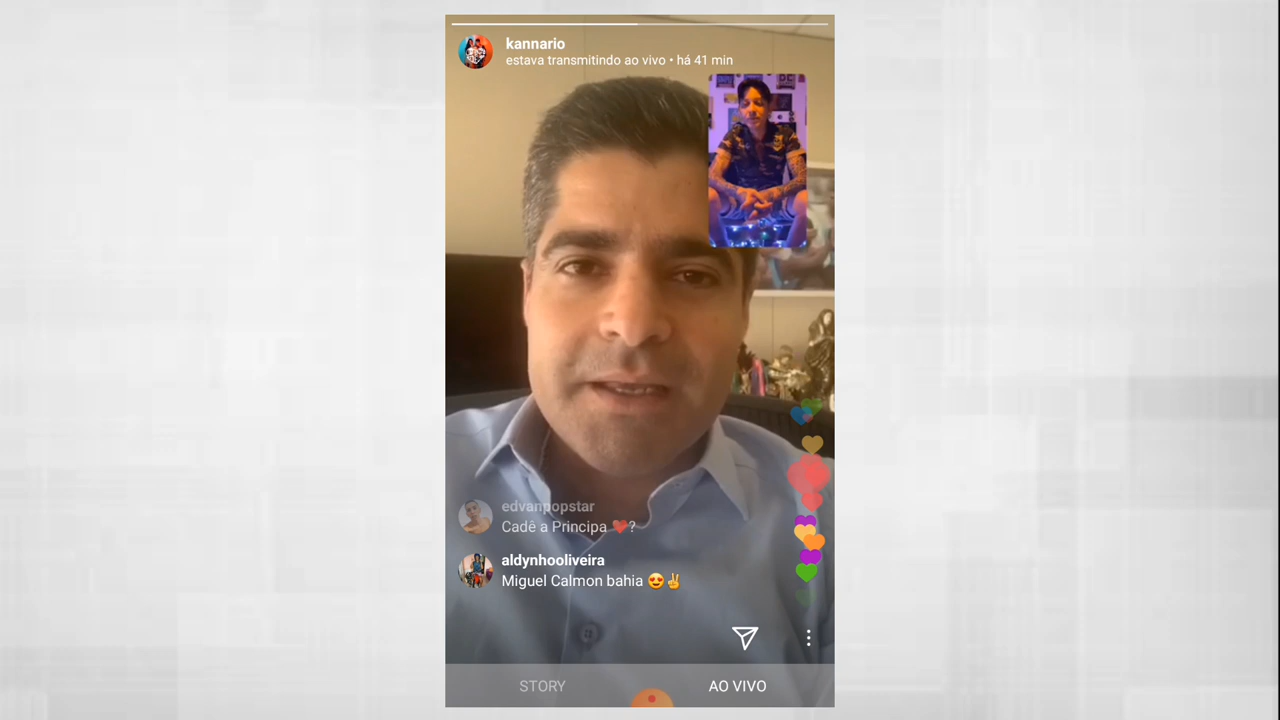 kannario
estava transmitindo ao vivo • há 41 min
edvanpopstar
Cadê a Principa ❤️?
aldynhooliveira
Miguel Calmon bahia 😍✌️
STORY
AO VIVO